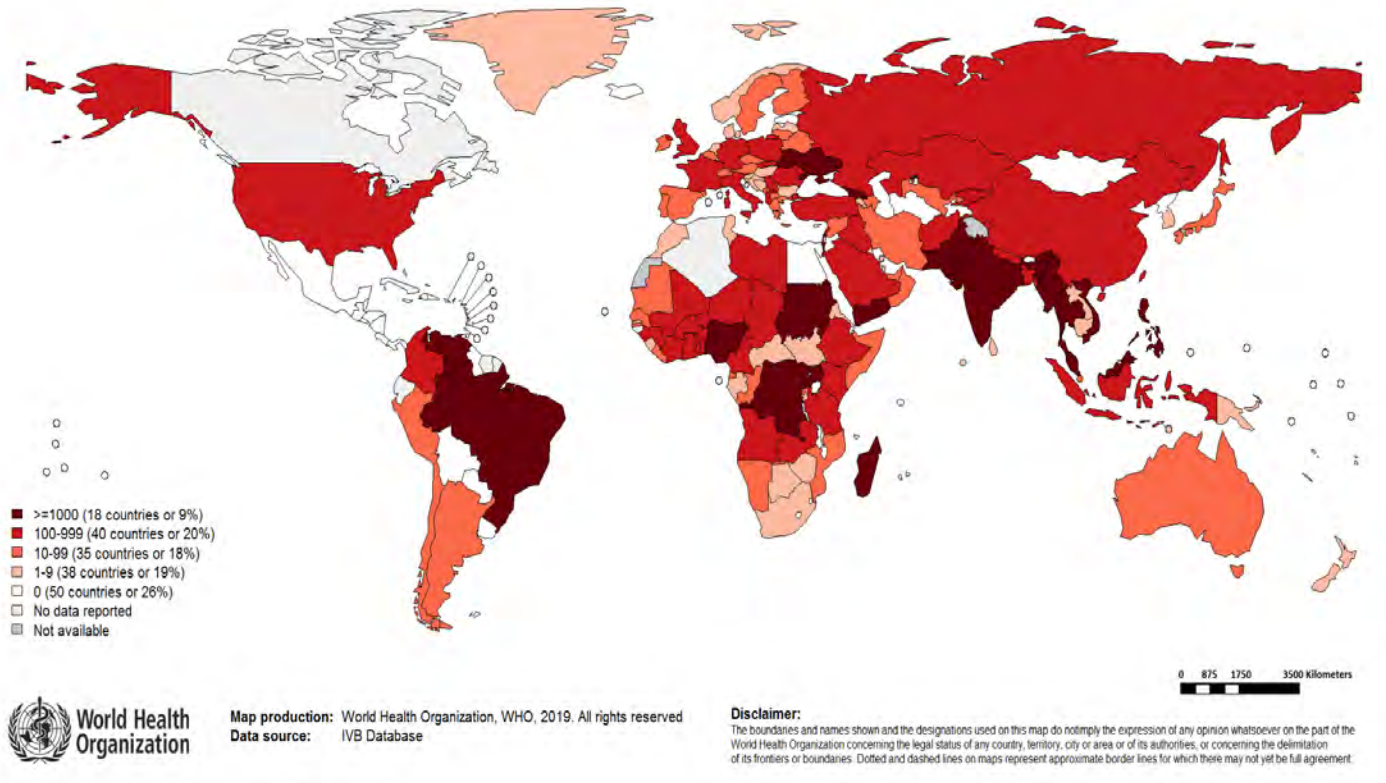 >=1000 (18 countries or 9%)
100-999 (40 countries or 20%)
10-99 (35 countries or 18%)
1-9 (38 countries or 19%)
0 (50 countries or 26%)
No data reported
Not available
0 875 1750 3500 Kilometers
World Health
Organization
Map production: World Health Organization, WHO, 2019. All rights reserved
Data source: IVB Database
Disclaimer:
The boundaries and names shown and the designations used on this map do notimply the expression of any opinion whatsoever on the part of the
World Health Organization concerning the legal status of any country, territory, city or area or of its authorities, or concerning the delimitation
of its frontiers or boundaries. Dotted and dashed lines on maps represent approximate border lines for which there may not yet be full agreement.